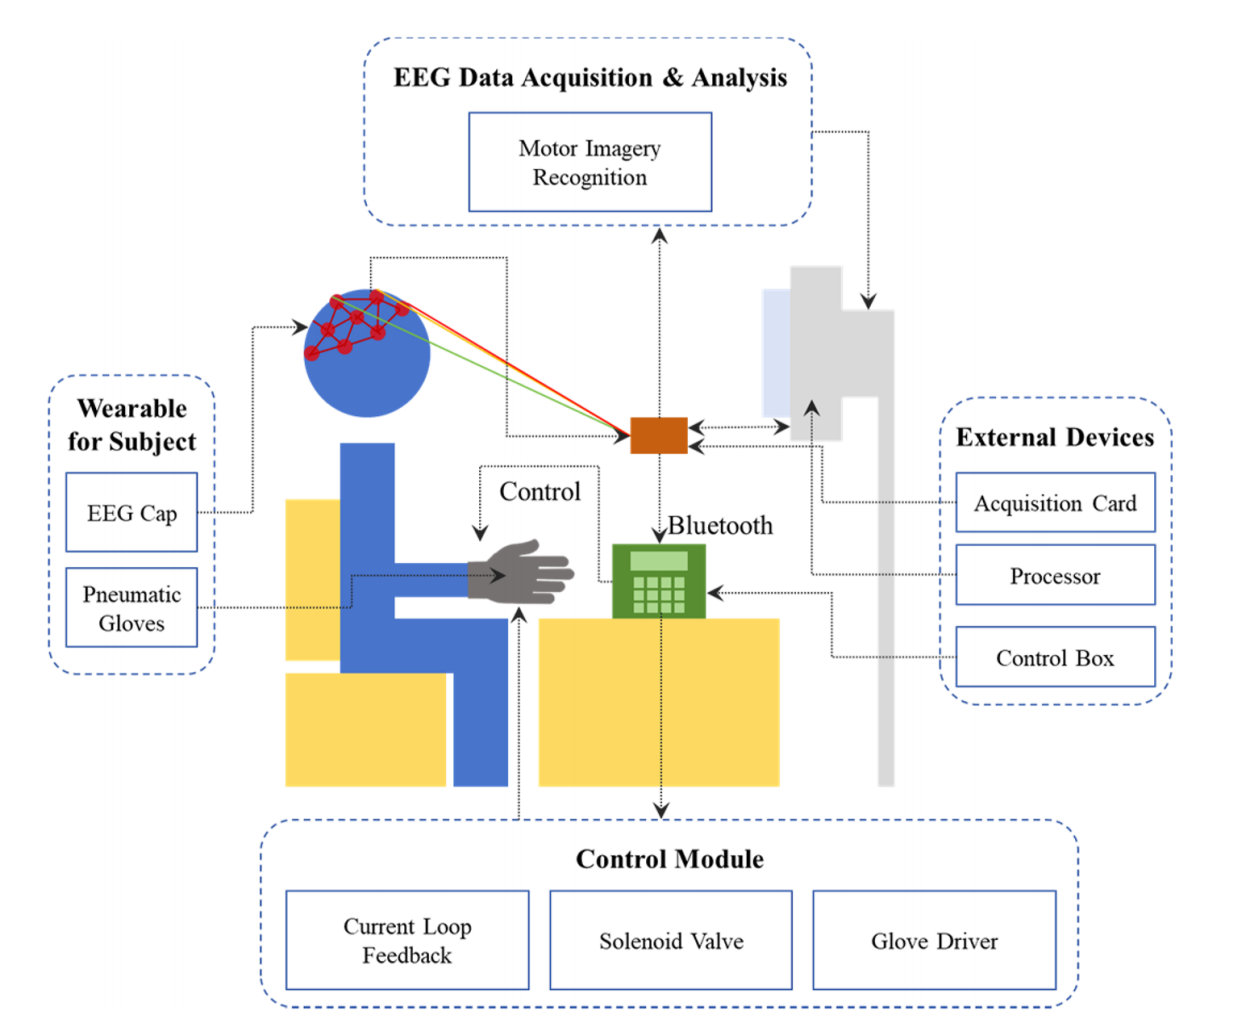 EEG Data Acquisition & Analysis
Motor Imagery
Recognition
Wearable
for Subject
EEG Cap
Pneumatic
Gloves
Control
Bluetooth
External Devices
Acquisition Card
Processor
Control Box
Control Module
Current Loop
Feedback
Solenoid Valve
Glove Driver